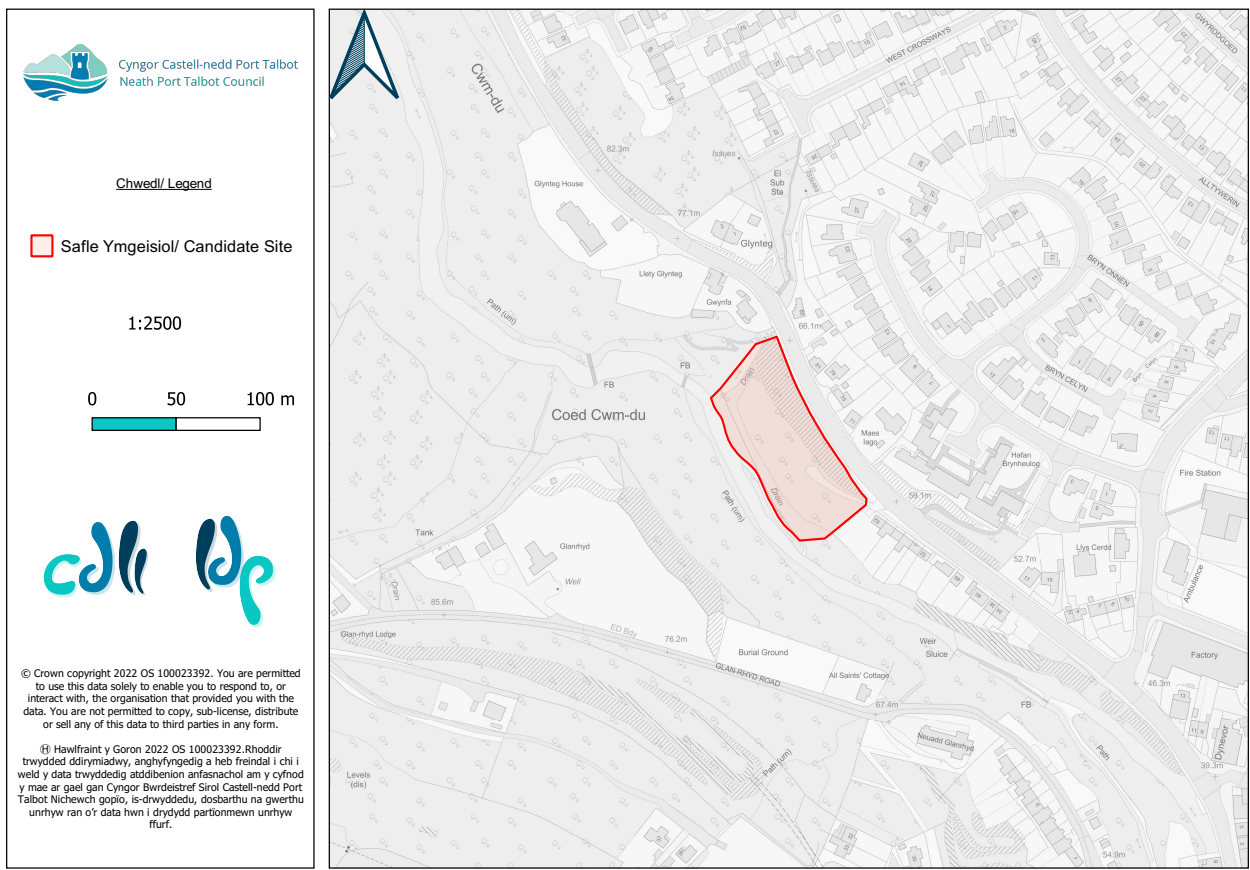 Cyngor Castell-nedd Port Talbot
Neath Port Talbot Council
Chwedl/ Legend
Safle Ymgeisiol/ Candidate Site
1:2500
0 50 100 m
cdll ldp
© Crown copyright 2022 OS 100023392. You are permitted
to use this data solely to enable you to respond to, or
interact with, the organisation that provided you with the
data. You are not permitted to copy, sub-license, distribute
or sell any of this data to third parties in any form.
Ⓗ Hawlfraint y Goron 2022 OS 100023392.Rhoddir
trwydded ddirymiadwy, anghyfyngedig a heb freindal i chi i
weld y data trwyddedig atddibenion anfasnachol am y cyfnod
y mae ar gael gan Cyngor Bwrdeistref Sirol Castell-nedd Port
Talbot Nichewch gopïo, is-drwyddedu, dosbarthu na gwerthu
unrhyw ran o'r data hwn i drydydd partïonmewn unrhyw
ffurf.
Cwm-du
WEST CROSSWAYS
GWYRDDGOED
82.3m
Issues
El
Sub
Sta
Issues
ALLTYWERIN
Glynteg House
77.1m
Glynteg
Llety Glynteg
Gwynfa
BRYN ONNEN
Path (um)
66.1m
FB
FB
Drain
BRYN CELYN
Bryn Celyn
Coed Cwm-du
Maes
Iago
Hafan
Brynheulog
Fire Station
59.1m
Path (um)
Drain
Tank
Glanrhyd
Well
Drain
52.7m
Llys Cerdd
Ambulance
85.6m
Glan-rhyd Lodge
ED Bdy
76.2m
Weir
Sluice
Burial Ground
Factory
GLAN-RHYD ROAD
All Saints' Cottage
46.3m
67.4m
FB
Neuadd Glanrhyd
Path
Dynevor
39.3m
Path (um)
Levels
(dis)
54.9m